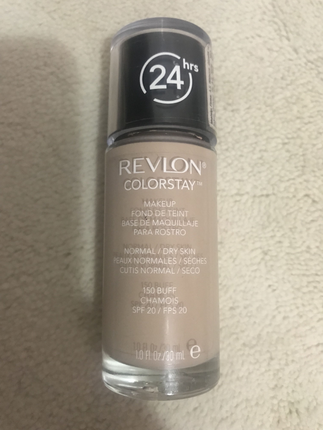 24 hrs
REVLON®
COLORSTAY™
MAKEUP
FOND DE TEINT
BASE DE MAQUILLAJE
PARA ROSTRO
NORMAL / DRY SKIN
PEAUX NORMALES / SÈCHES
CUTIS NORMAL / SECO
150 BUFF
CHAMOIS
SPF 20 / FPS 20
1.0 fl oz/30 mL ℮